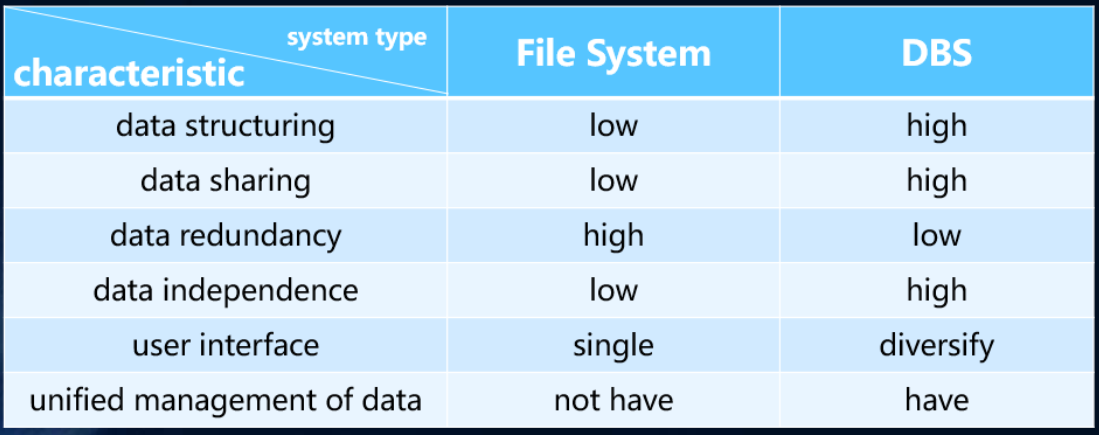 system type
characteristic
File System
DBS
data structuring
low
high
data sharing
low
high
data redundancy
high
low
data independence
low
high
user interface
single
diversify
unified management of data
not have
have